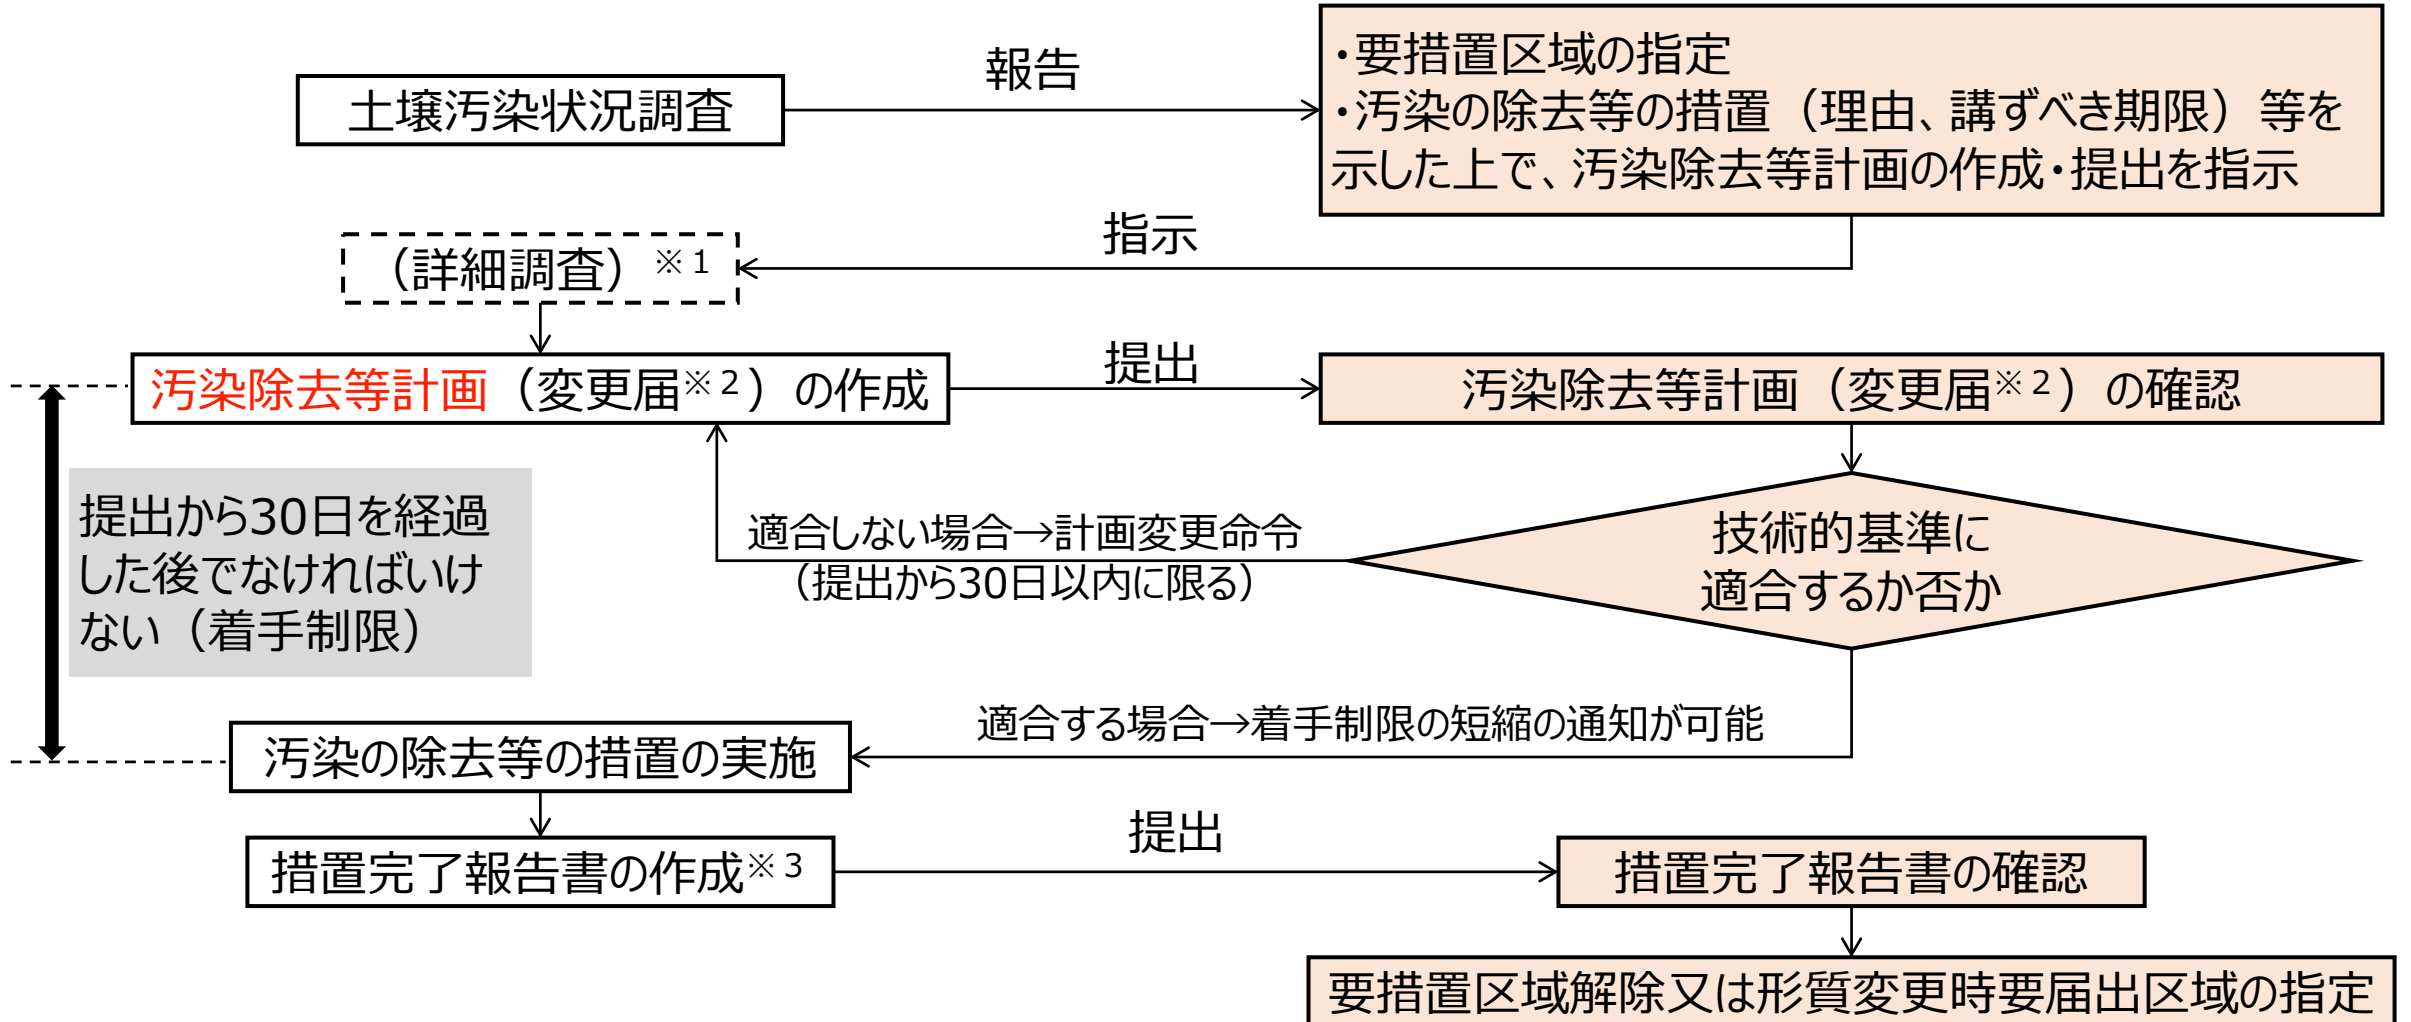 土壌汚染状況調査
報告
・要措置区域の指定
・汚染の除去等の措置（理由、講ずべき期限）等を
示した上で、汚染除去等計画の作成・提出を指示
指示
（詳細調査）※1
汚染除去等計画（変更届※2）の作成
提出
汚染除去等計画（変更届※2）の確認
提出から30日を経過
した後でなければいけ
ない（着手制限）
適合しない場合→計画変更命令
（提出から30日以内に限る）
技術的基準に
適合するか否か
適合する場合→着手制限の短縮の通知が可能
汚染の除去等の措置の実施
措置完了報告書の作成※3
提出
措置完了報告書の確認
要措置区域解除又は形質変更時要届出区域の指定